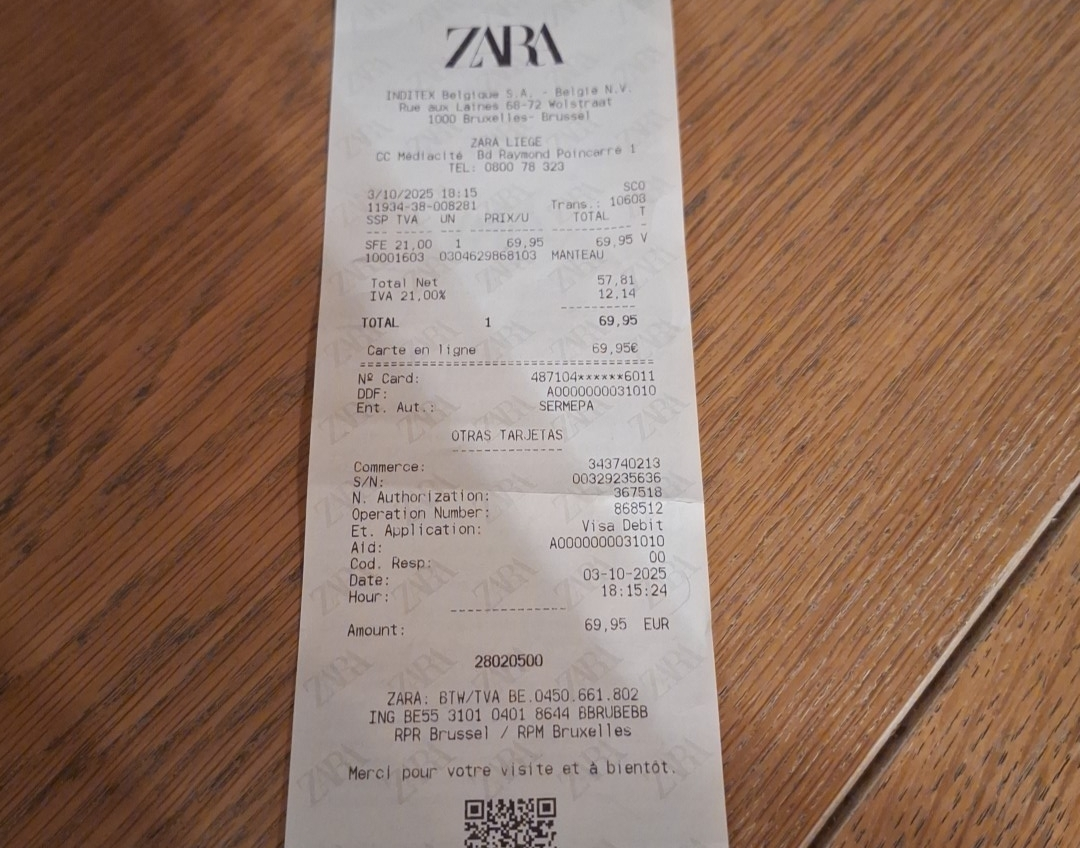 ZARA
INDITEX Belgique S.A. - België N.V.
Rue aux Laines 68-72 Wolstraat
1000 Bruxelles- Brussel
ZARA LIEGE
CC Médiacité Bd Raymond Poincarré 1
TEL: 0800 78 323
SCO
3/10/2025 18:15
11934-38-008281 Trans.: 10603
SSP TVA UN PRIX/U TOTAL T
SFE 21,00 1 69,95 69,95 V
10001603 0304629868103 MANTEAU
Total Net 57,81
IVA 21,00% 12,14
TOTAL 1 69,95
Carte en ligne 69,95€
Nº Card: 487104******6011
DDF: A0000000031010
Ent. Aut.: SERMEPA
OTRAS TARJETAS
Commerce: 343740213
S/N: 00329235636
N. Authorization: 367518
Operation Number: 868512
Et. Application: Visa Debit
Aid: A0000000031010
Cod. Resp: 00
Date: 03-10-2025
Hour: 18:15:24
Amount: 69,95 EUR
28020500
ZARA: BTW/TVA BE.0450.661.802
ING BE55 3101 0401 8644 BBRUBEBB
RPR Brussel / RPM Bruxelles
Merci pour votre visite et à bientôt.